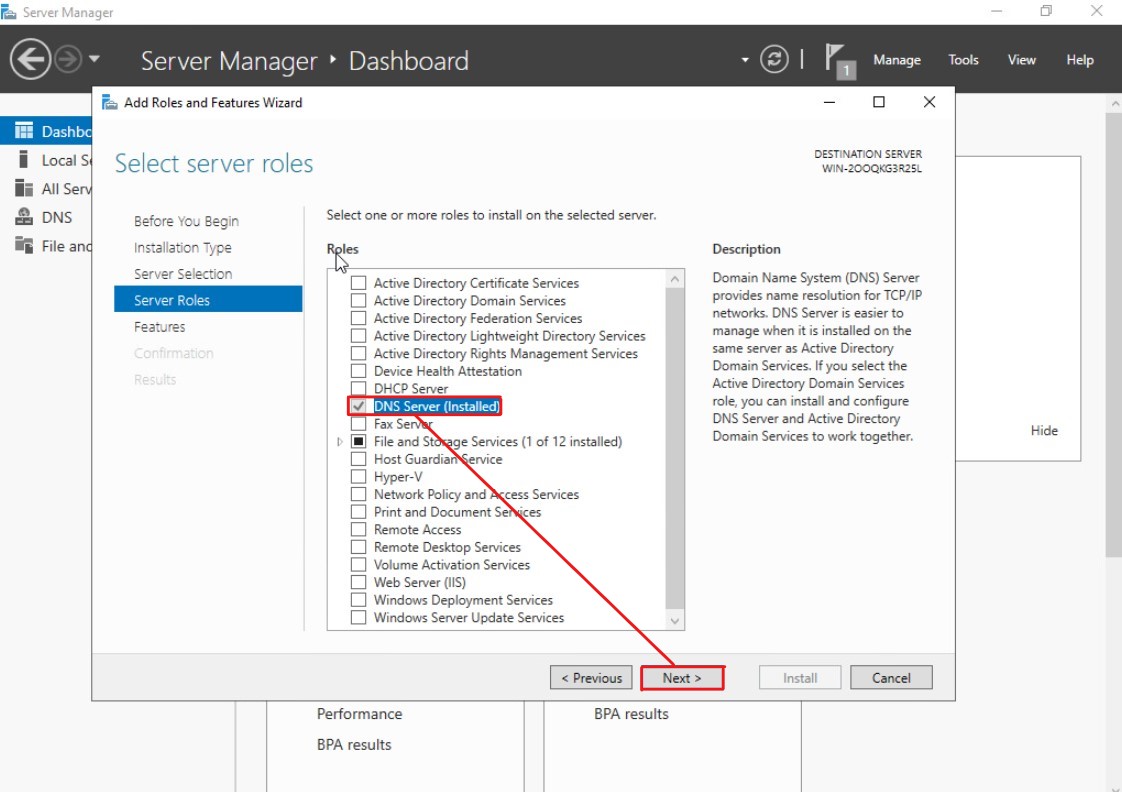 Server Manager
Server Manager ‣ Dashboard
1
Manage
Tools
View
Help
Dashbc
Local Se
All Serv
DNS
File and
Add Roles and Features Wizard
Select server roles
DESTINATION SERVER
WIN-2OOQKG3R25L
Before You Begin
Installation Type
Server Selection
Server Roles
Features
Confirmation
Results
Select one or more roles to install on the selected server.
Roles
Active Directory Certificate Services
Active Directory Domain Services
Active Directory Federation Services
Active Directory Lightweight Directory Services
Active Directory Rights Management Services
Device Health Attestation
DHCP Server
DNS Server (Installed)
Fax Server
File and Storage Services (1 of 12 installed)
Host Guardian Service
Hyper-V
Network Policy and Access Services
Print and Document Services
Remote Access
Remote Desktop Services
Volume Activation Services
Web Server (IIS)
Windows Deployment Services
Windows Server Update Services
Description
Domain Name System (DNS) Server
provides name resolution for TCP/IP
networks. DNS Server is easier to
manage when it is installed on the
same server as Active Directory
Domain Services. If you select the
Active Directory Domain Services
role, you can install and configure
DNS Server and Active Directory
Domain Services to work together.
Hide
< Previous
Next >
Install
Cancel
Performance
BPA results
BPA results